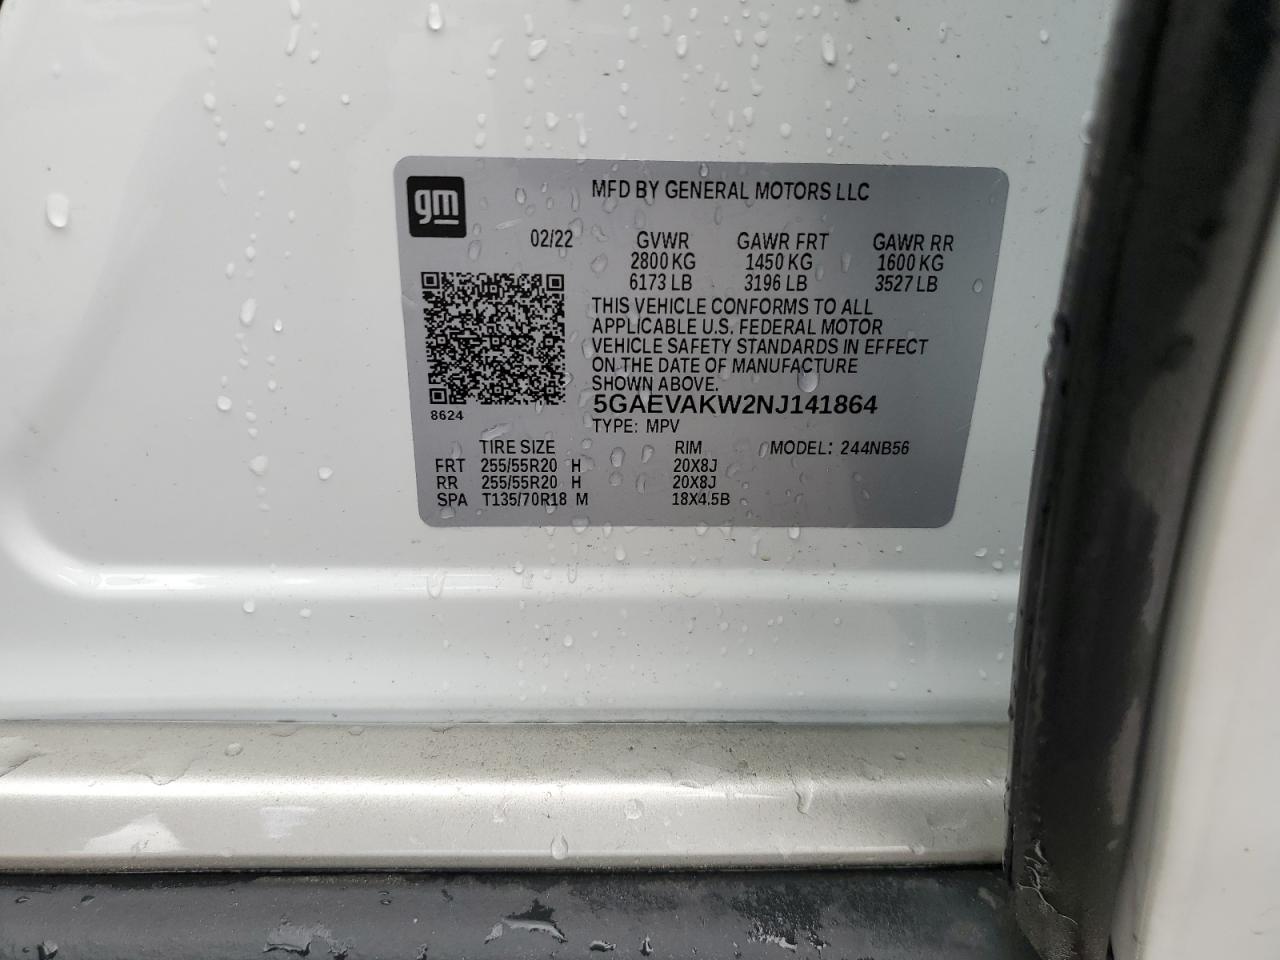 gm
MFD BY GENERAL MOTORS LLC
02/22 GVWR GAWR FRT GAWR RR
2800 KG 1450 KG 1600 KG
6173 LB 3196 LB 3527 LB
THIS VEHICLE CONFORMS TO ALL
APPLICABLE U.S. FEDERAL MOTOR
VEHICLE SAFETY STANDARDS IN EFFECT
ON THE DATE OF MANUFACTURE
SHOWN ABOVE.
8624
5GAEVAKW2NJ141864
TYPE: MPV
TIRE SIZE RIM MODEL: 244NB56
FRT 255/55R20 H 20X8J
RR 255/55R20 H 20X8J
SPA T135/70R18 M 18X4.5B